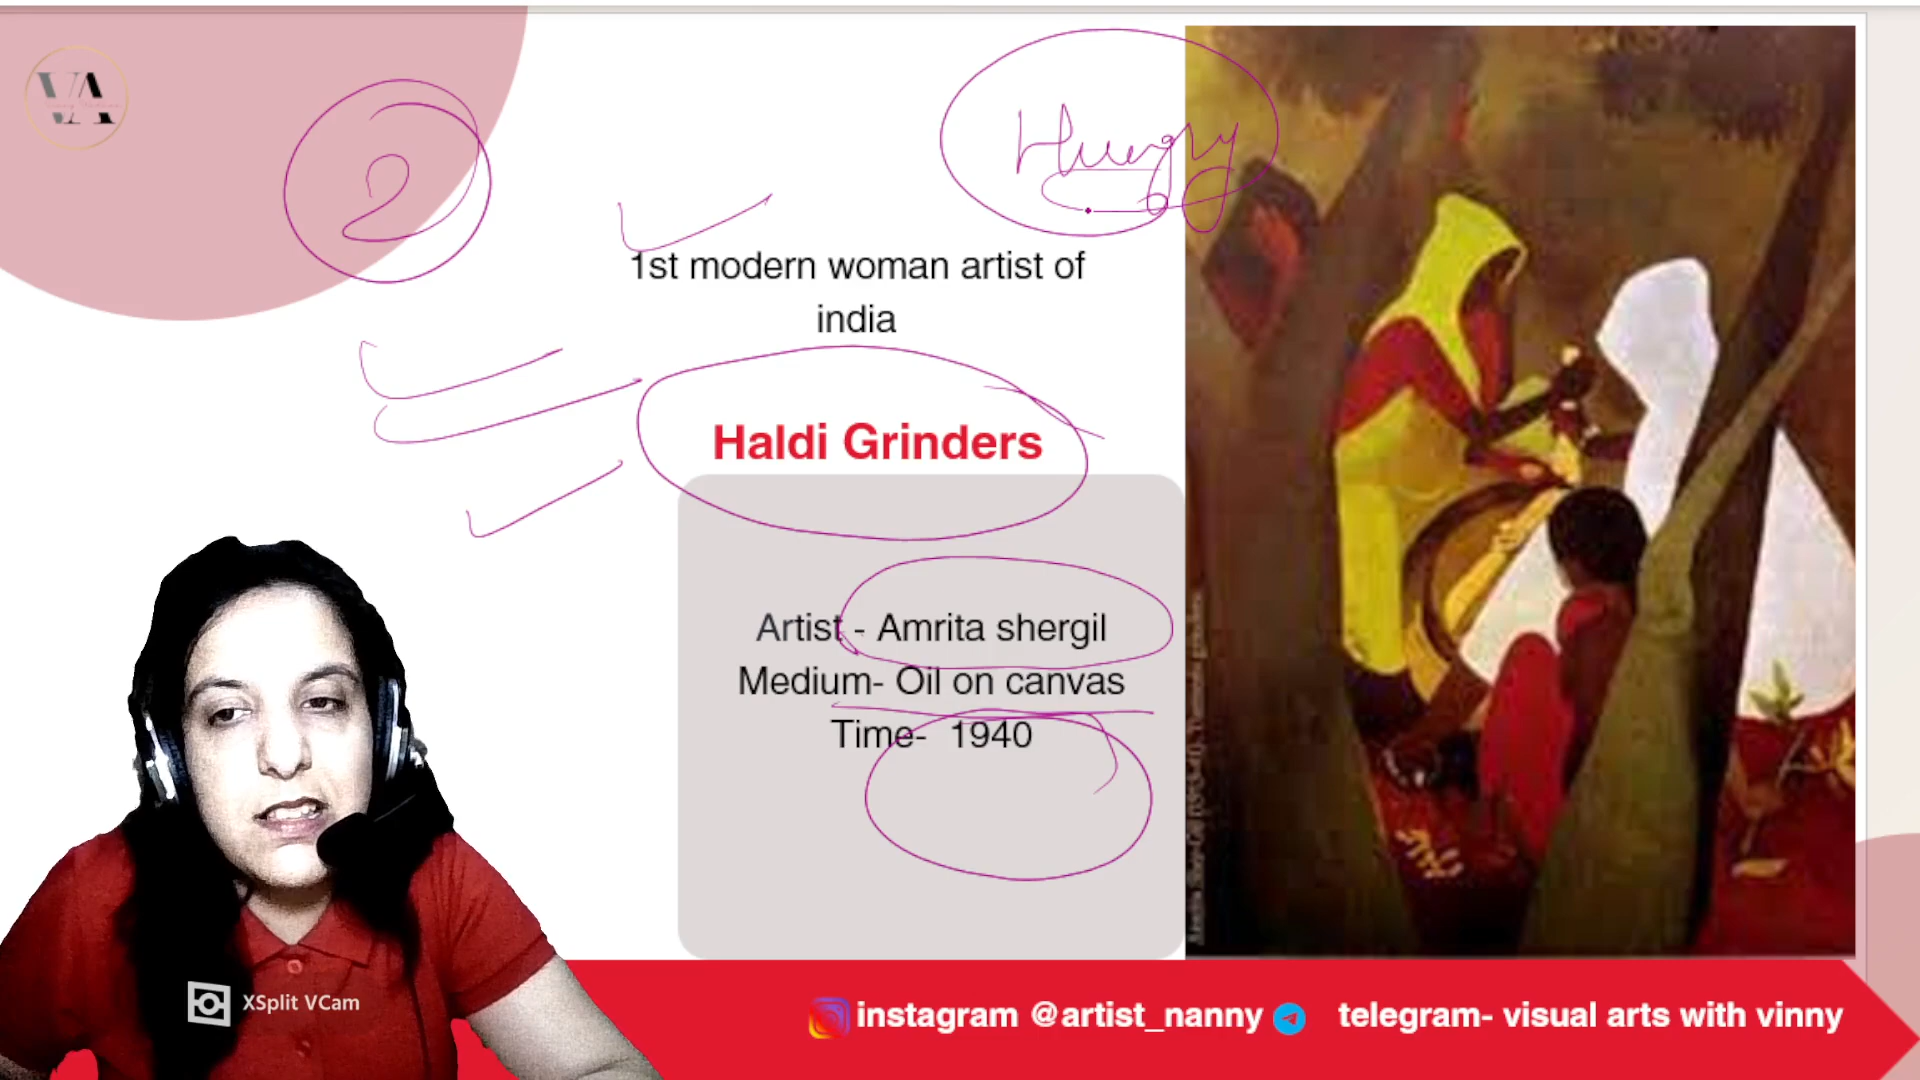 VA
2
Hungry
1st modern woman artist of
india
Haldi Grinders
Artist - Amrita shergil
Medium- Oil on canvas
Time- 1940
XSplit VCam
instagram @artist_nanny
telegram- visual arts with vinny